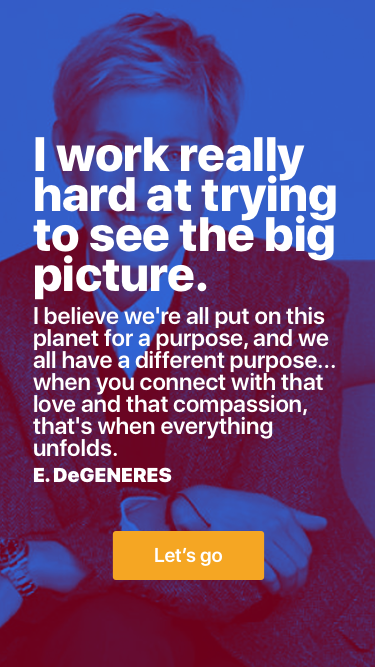 I work really
hard at trying
to see the big
picture.
I believe we're all put on this
planet for a purpose, and we
all have a different purpose...
when you connect with that
love and that compassion,
that's when everything
unfolds.
E. DeGENERES
Let’s go